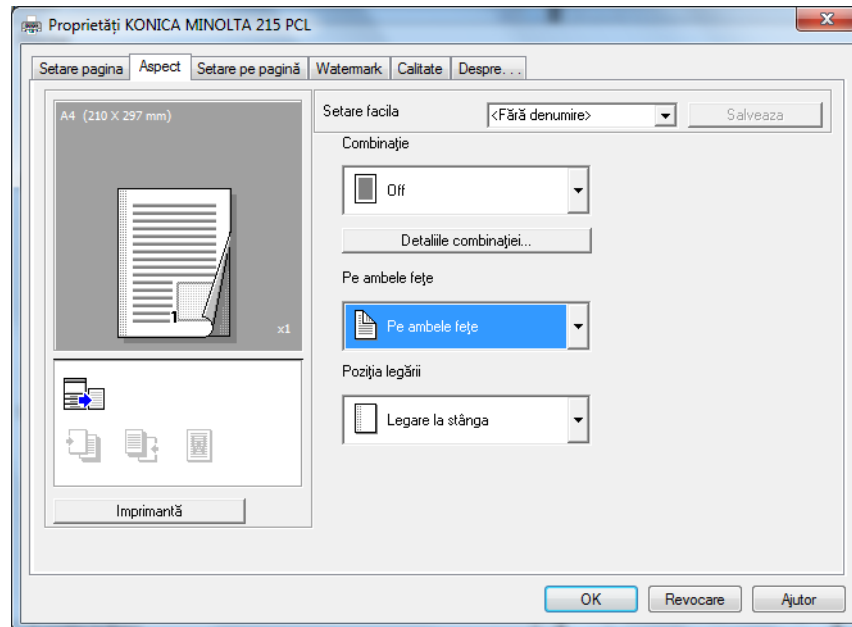 Proprietăți KONICA MINOLTA 215 PCL
Setare pagina Aspect Setare pe pagină Watermark Calitate Despre. . .
A4 (210 X 297 mm)
Setare facila <Fără denumire> Salveaza
Combinație
Off
Detaliile combinației...
Pe ambele fețe
1 x1
Pe ambele fețe
Poziția legării
Legare la stânga
Imprimantă
OK Revocare Ajutor